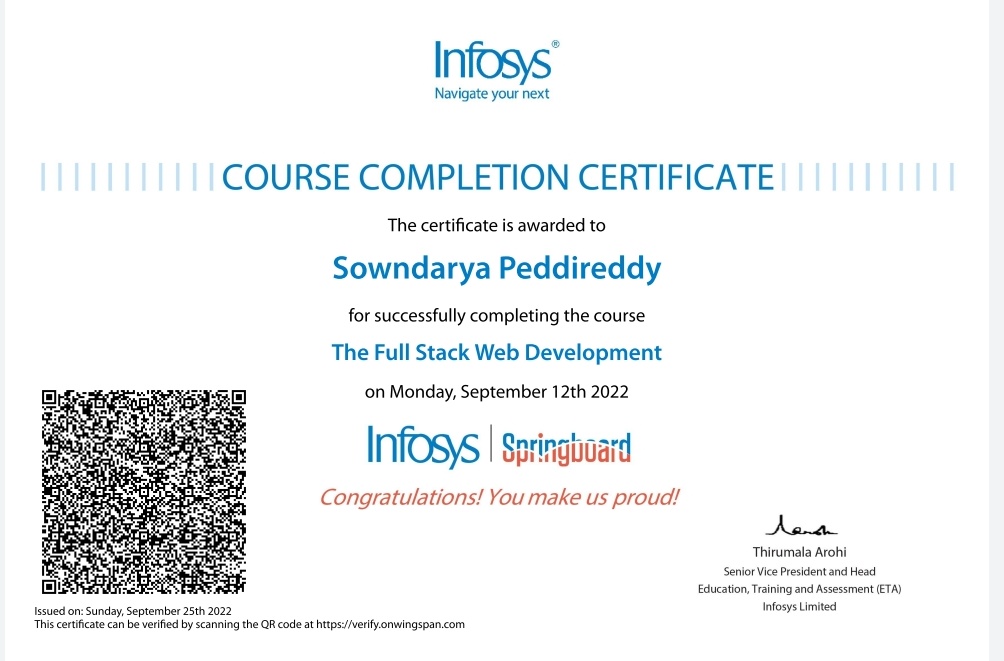 Infosys®
Navigate your next
COURSE COMPLETION CERTIFICATE
The certificate is awarded to
Sowndarya Peddireddy
for successfully completing the course
The Full Stack Web Development
on Monday, September 12th 2022
Infosys | Springboard
Congratulations! You make us proud!
Thirumala Arohi
Senior Vice President and Head
Education, Training and Assessment (ETA)
Infosys Limited
Issued on: Sunday, September 25th 2022
This certificate can be verified by scanning the QR code at https://verify.onwingspan.com